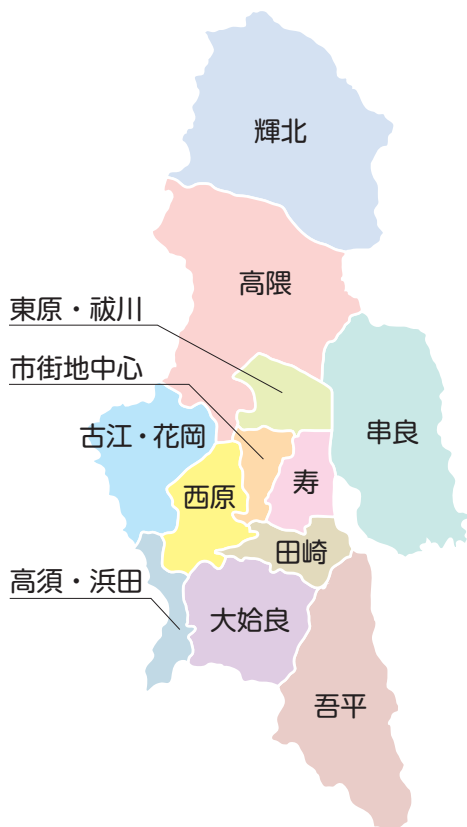 輝北
高隈
東原・祓川
市街地中心
古江・花岡
串良
西原
寿
田崎
高須・浜田
大姶良
吾平